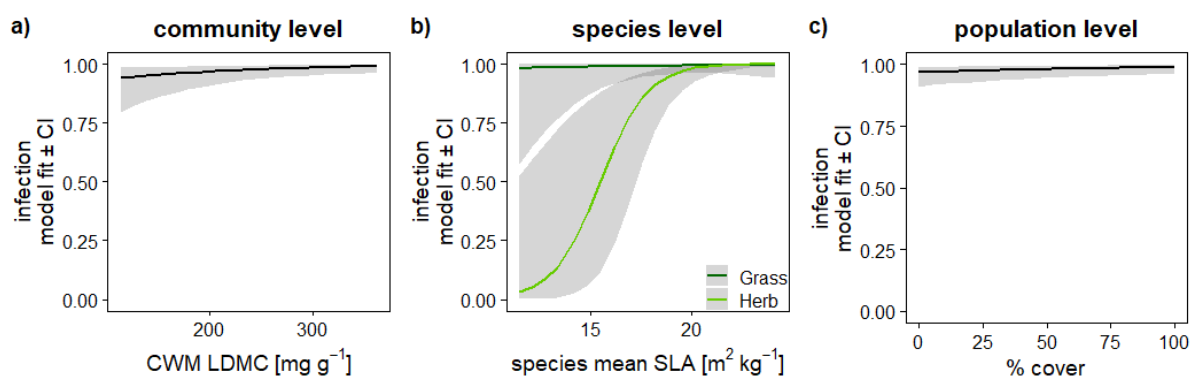 a) community level
infection
model fit ± CI
1.00
0.75
0.50
0.25
0.00
200 300
CWM LDMC [mg g⁻¹]
b) species level
infection
model fit ± CI
1.00
0.75
0.50
0.25
0.00
Grass
Herb
15 20
species mean SLA [m² kg⁻¹]
c) population level
infection
model fit ± CI
1.00
0.75
0.50
0.25
0.00
0 25 50 75 100
% cover